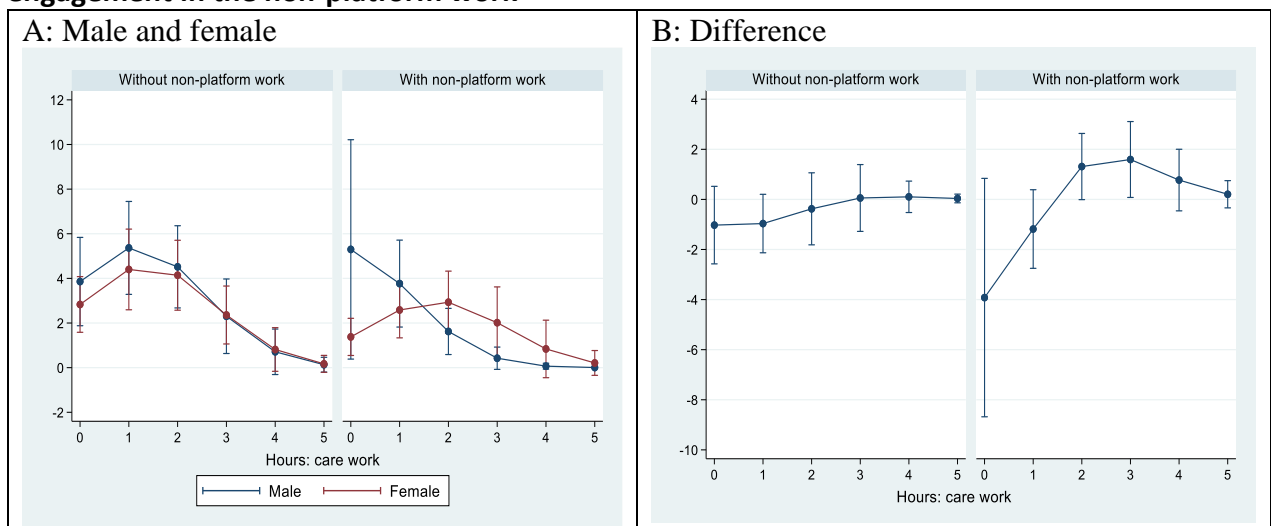 engagement in the non-platform work
A: Male and female
Without non-platform work
With non-platform work
12
10
8
6
4
2
0
-2
0 1 2 3 4 5 0 1 2 3 4 5
Hours: care work
Male Female
B: Difference
Without non-platform work
With non-platform work
4
2
0
-2
-4
-6
-8
-10
0 1 2 3 4 5 0 1 2 3 4 5
Hours: care work